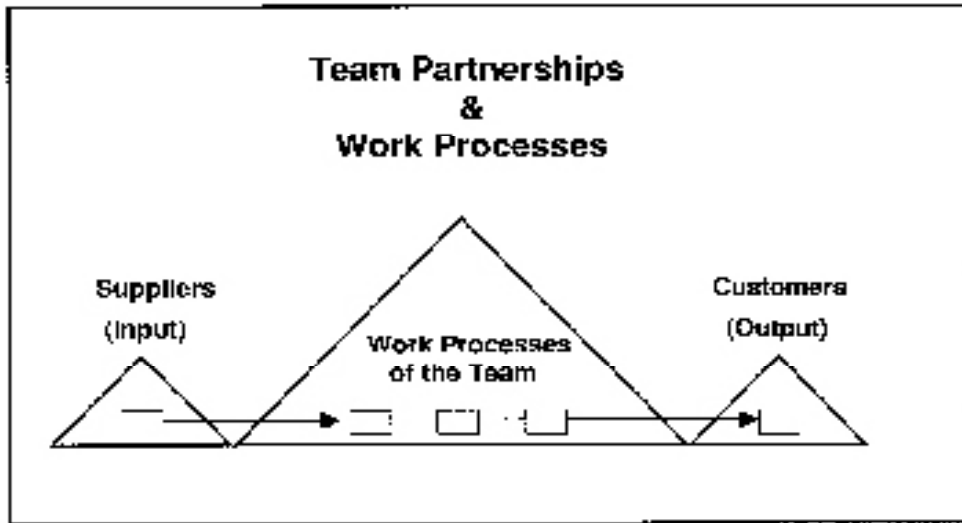 Team Partnerships
&
Work Processes
Suppliers
(Input)
Customers
(Output)
Work Processes
of the Team